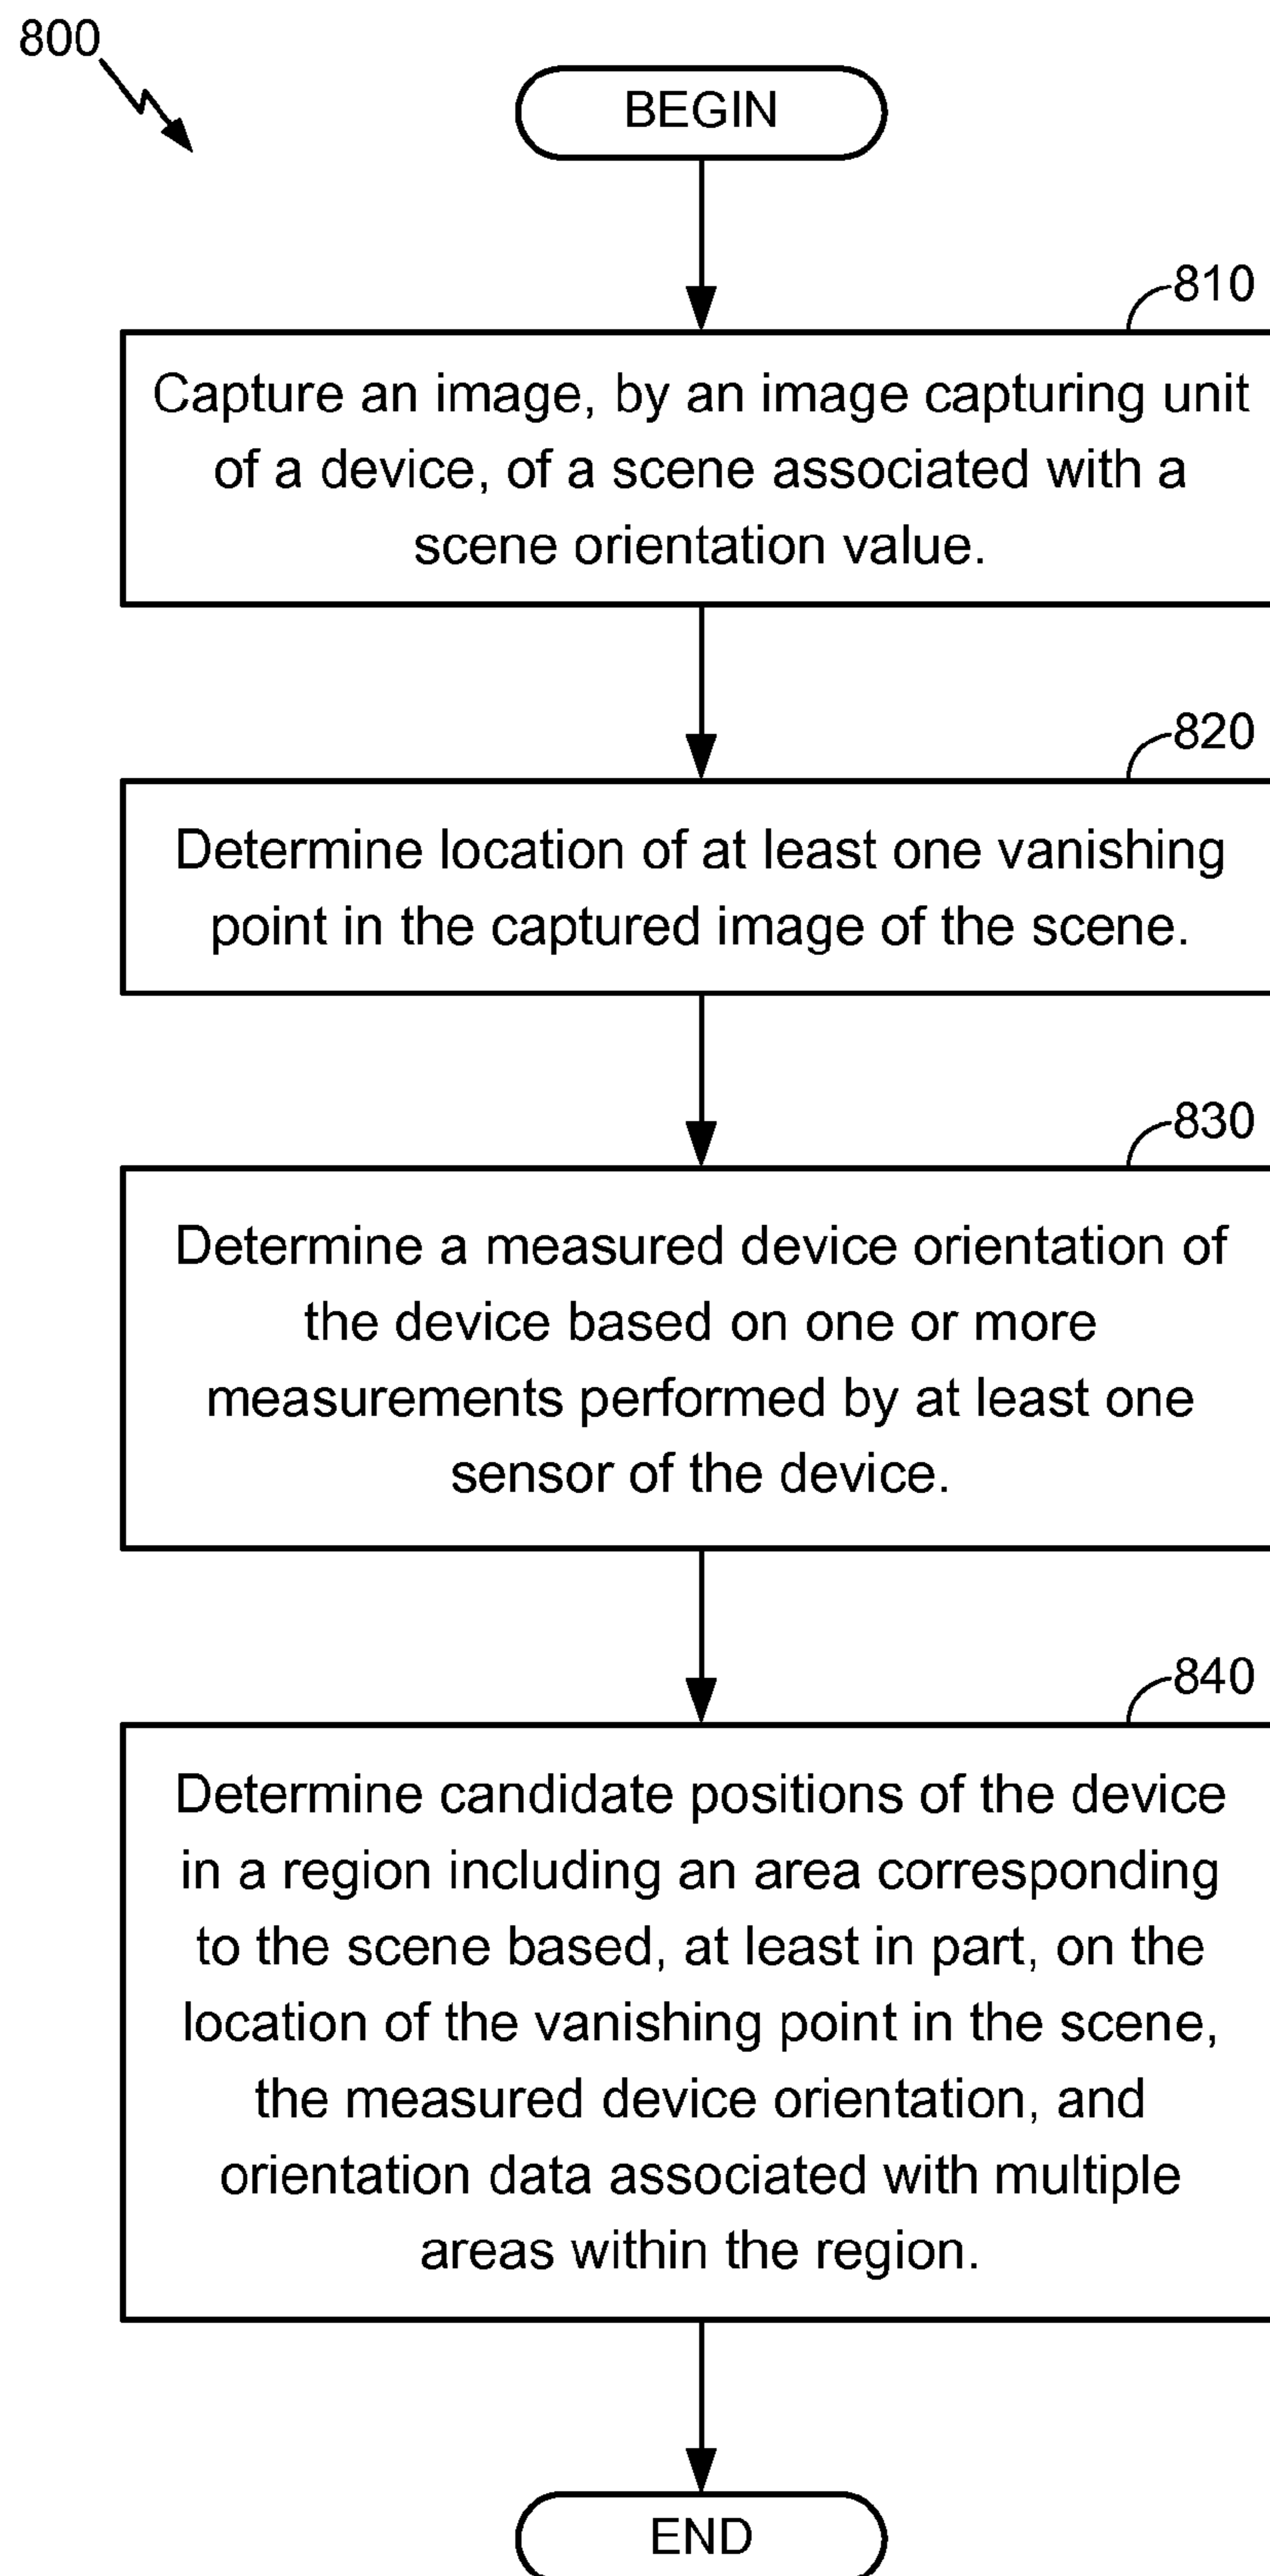 800
BEGIN
810
Capture an image, by an image capturing unit
of a device, of a scene associated with a
scene orientation value.
820
Determine location of at least one vanishing
point in the captured image of the scene.
830
Determine a measured device orientation of
the device based on one or more
measurements performed by at least one
sensor of the device.
840
Determine candidate positions of the device
in a region including an area corresponding
to the scene based, at least in part, on the
location of the vanishing point in the scene,
the measured device orientation, and
orientation data associated with multiple
areas within the region.
END